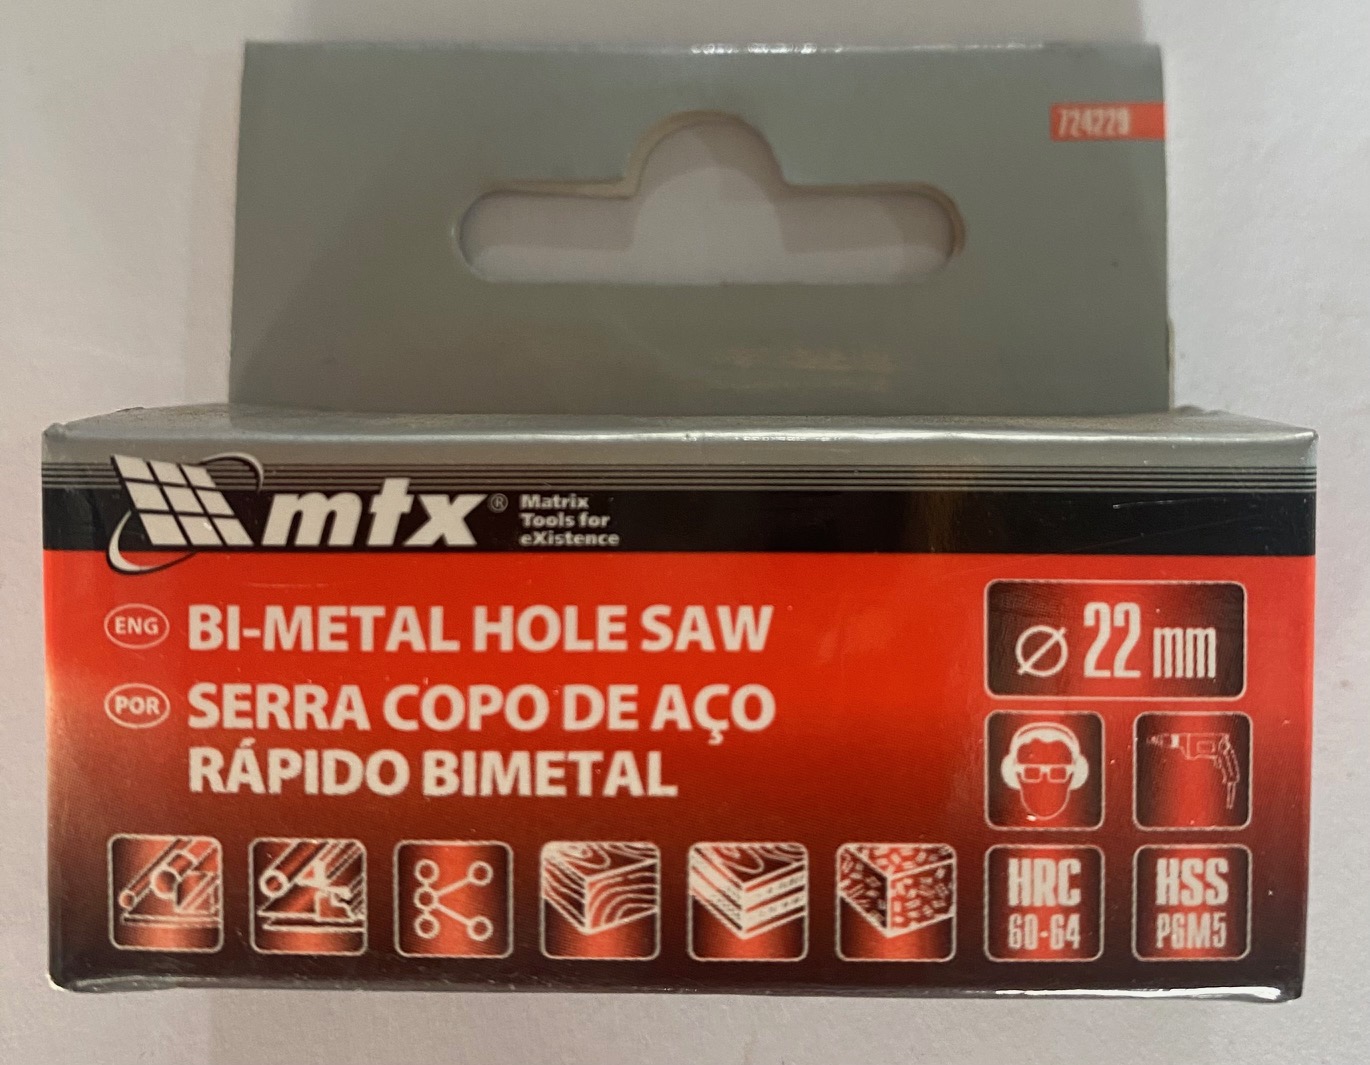 724229
mtx®
Matrix
Tools for
eXistence
ENG BI-METAL HOLE SAW
POR SERRA COPO DE AÇO
RÁPIDO BIMETAL
Ø 22 mm
HRC
60-64
HSS
P6M5